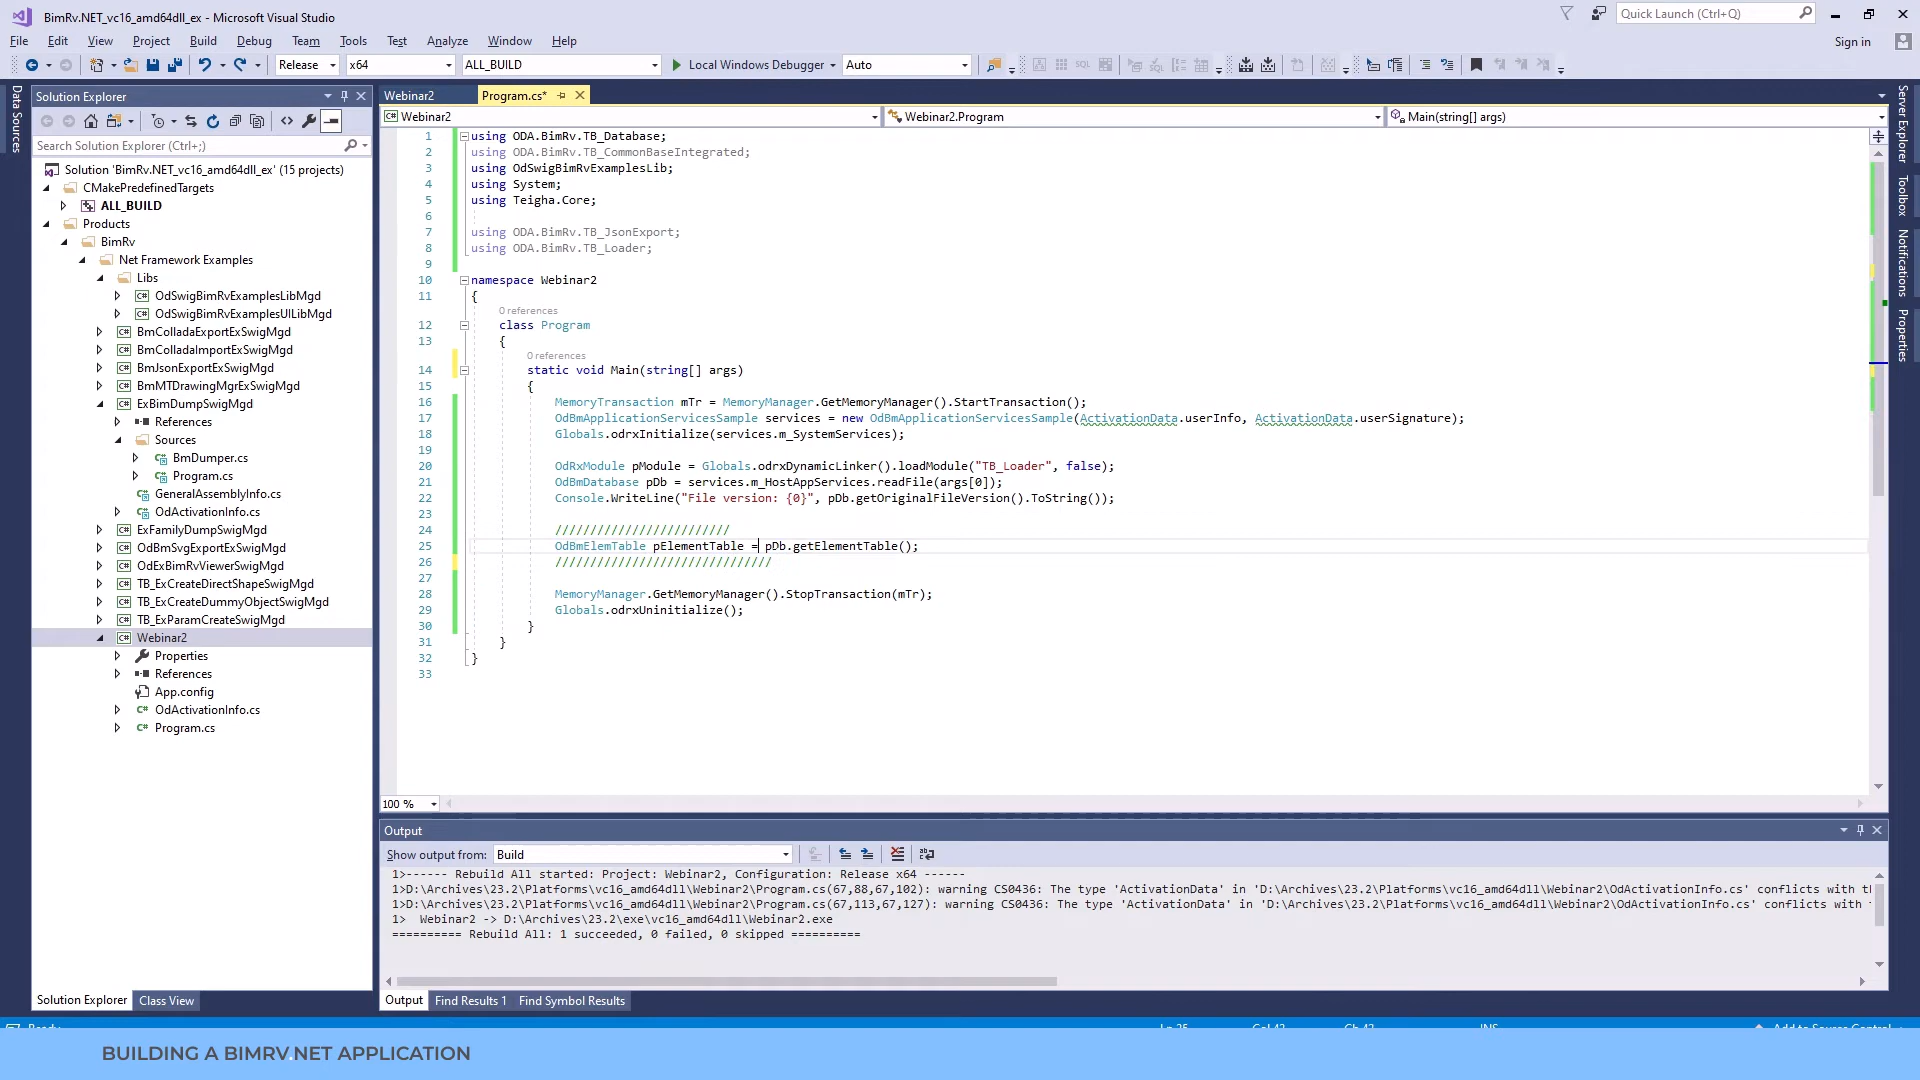 BimRv.NET_vc16_amd64dll_ex - Microsoft Visual Studio
Quick Launch (Ctrl+Q)
File Edit View Project Build Debug Team Tools Test Analyze Window Help
Sign in
Release x64 ALL_BUILD Local Windows Debugger Auto
Data Sources
Solution Explorer
Search Solution Explorer (Ctrl+;)
Solution 'BimRv.NET_vc16_amd64dll_ex' (15 projects)
CMakePredefinedTargets
ALL_BUILD
Products
BimRv
Net Framework Examples
Libs
OdSwigBimRvExamplesLibMgd
OdSwigBimRvExamplesUILibMgd
BmColladaExportExSwigMgd
BmColladaImportExSwigMgd
BmJsonExportExSwigMgd
BmMTDrawingMgrExSwigMgd
ExBimDumpSwigMgd
References
Sources
BmDumper.cs
Program.cs
GeneralAssemblyInfo.cs
OdActivationInfo.cs
ExFamilyDumpSwigMgd
OdBmSvgExportExSwigMgd
OdExBimRvViewerSwigMgd
TB_ExCreateDirectShapeSwigMgd
TB_ExCreateDummyObjectSwigMgd
TB_ExParamCreateSwigMgd
Webinar2
Properties
References
App.config
OdActivationInfo.cs
Program.cs
Solution Explorer Class View
Webinar2 Program.cs*
Webinar2 Webinar2.Program Main(string[] args)
1 using ODA.BimRv.TB_Database;
2 using ODA.BimRv.TB_CommonBaseIntegrated;
3 using OdSwigBimRvExamplesLib;
4 using System;
5 using Teigha.Core;
6
7 using ODA.BimRv.TB_JsonExport;
8 using ODA.BimRv.TB_Loader;
9
10 namespace Webinar2
11 {
0 references
12 class Program
13 {
0 references
14 static void Main(string[] args)
15 {
16 MemoryTransaction mTr = MemoryManager.GetMemoryManager().StartTransaction();
17 OdBmApplicationServicesSample services = new OdBmApplicationServicesSample(ActivationData.userInfo, ActivationData.userSignature);
18 Globals.odrxInitialize(services.m_SystemServices);
19
20 OdRxModule pModule = Globals.odrxDynamicLinker().loadModule("TB_Loader", false);
21 OdBmDatabase pDb = services.m_HostAppServices.readFile(args[0]);
22 Console.WriteLine("File version: {0}", pDb.getOriginalFileVersion().ToString());
23
24 /////////////////////////
25 OdBmElemTable pElementTable = pDb.getElementTable();
26 ///////////////////////////////
27
28 MemoryManager.GetMemoryManager().StopTransaction(mTr);
29 Globals.odrxUninitialize();
30 }
31 }
32 }
33
100 %
Server Explorer
Toolbox
Notifications
Properties
Output
Show output from: Build
1>------ Rebuild All started: Project: Webinar2, Configuration: Release x64 ------
1>D:\Archives\23.2\Platforms\vc16_amd64dll\Webinar2\Program.cs(67,88,67,102): warning CS0436: The type 'ActivationData' in 'D:\Archives\23.2\Platforms\vc16_amd64dll\Webinar2\OdActivationInfo.cs' conflicts with
1>D:\Archives\23.2\Platforms\vc16_amd64dll\Webinar2\Program.cs(67,113,67,127): warning CS0436: The type 'ActivationData' in 'D:\Archives\23.2\Platforms\vc16_amd64dll\Webinar2\OdActivationInfo.cs' conflicts with
1> Webinar2 -> D:\Archives\23.2\exe\vc16_amd64dll\Webinar2.exe
========== Rebuild All: 1 succeeded, 0 failed, 0 skipped ==========
Output Find Results 1 Find Symbol Results
BUILDING A BIMRV.NET APPLICATION